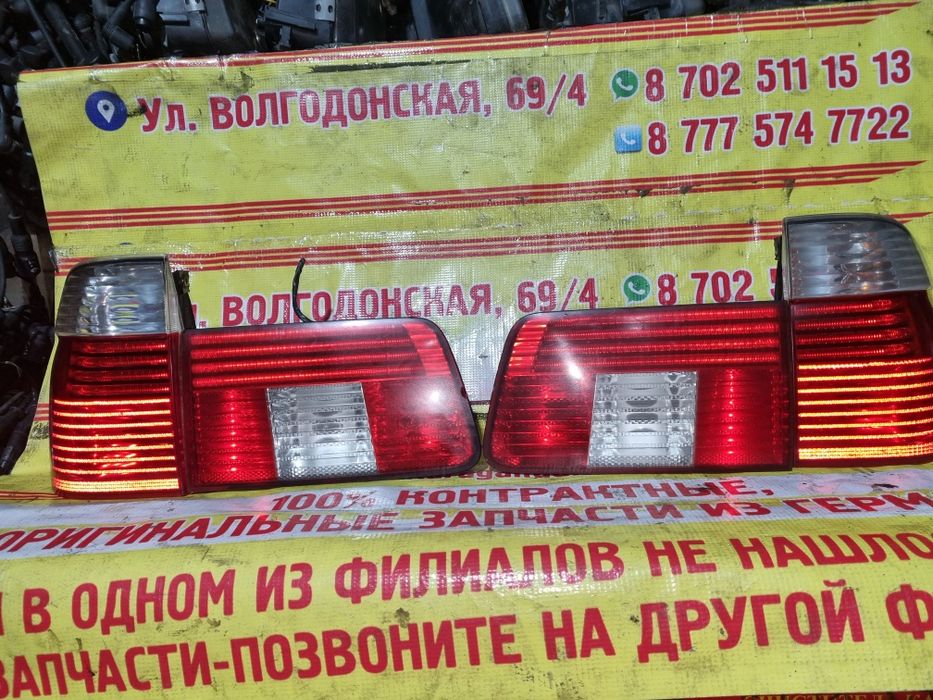 Ул. ВОЛГОДОНСКАЯ, 69/4
8 702 511 15 13
8 777 574 7722
ВОЛГОДОНСКАЯ, 69/4
8 702
100% КОНТРАКТНЫЕ,
ОРИГИНАЛЬНЫЕ ЗАПЧАСТИ ИЗ ГЕРМ
В ОДНОМ ИЗ ФИЛИАЛОВ НЕ НАШЛО
ЗАПЧАСТИ-ПОЗВОНИТЕ НА ДРУГОЙ Ф